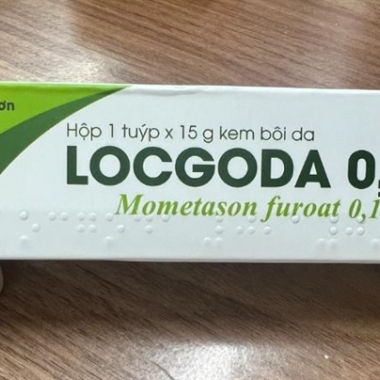 ơn
Hộp 1 tuýp x 15 g kem bôi da
LOCGODA 0,
Mometason furoat 0,1